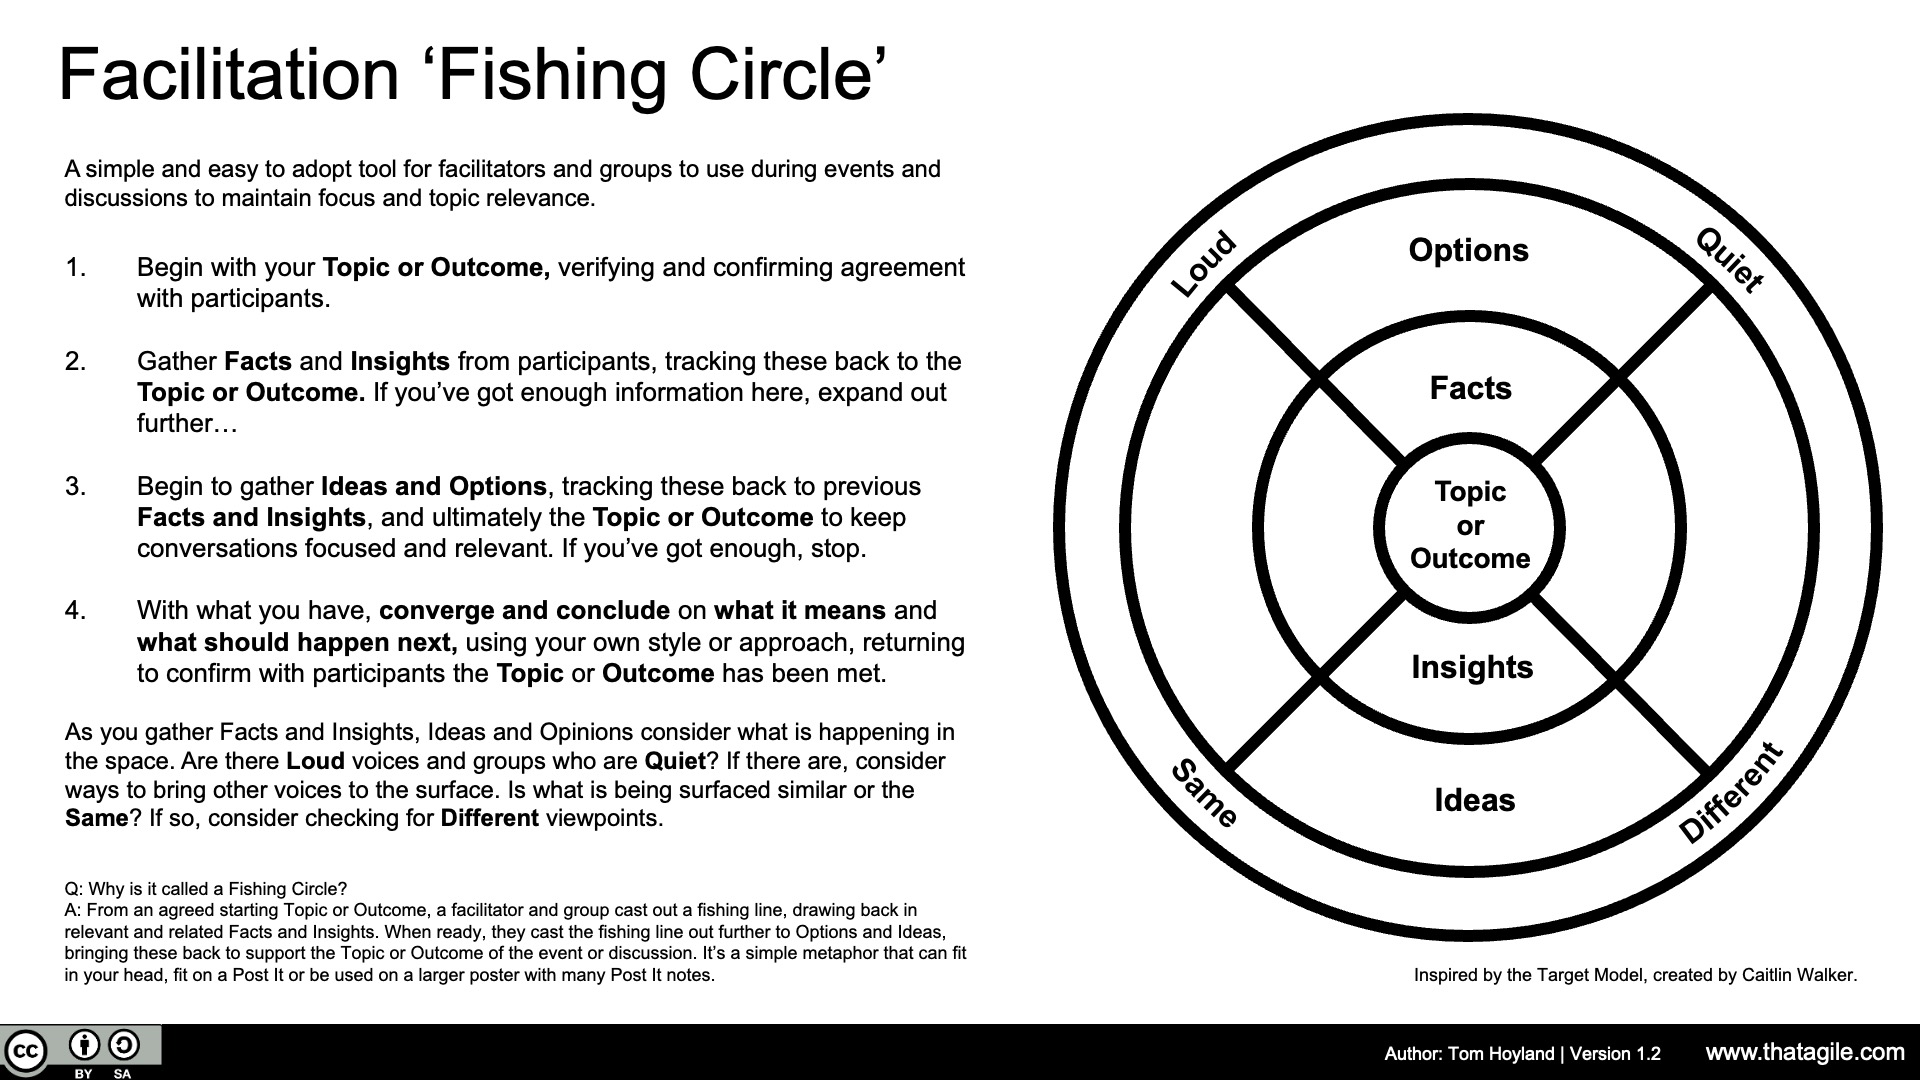 Facilitation ‘Fishing Circle’
A simple and easy to adopt tool for facilitators and groups to use during events and
discussions to maintain focus and topic relevance.
1. Begin with your Topic or Outcome, verifying and confirming agreement
with participants.
2. Gather Facts and Insights from participants, tracking these back to the
Topic or Outcome. If you’ve got enough information here, expand out
further…
3. Begin to gather Ideas and Options, tracking these back to previous
Facts and Insights, and ultimately the Topic or Outcome to keep
conversations focused and relevant. If you’ve got enough, stop.
4. With what you have, converge and conclude on what it means and
what should happen next, using your own style or approach, returning
to confirm with participants the Topic or Outcome has been met.
As you gather Facts and Insights, Ideas and Opinions consider what is happening in
the space. Are there Loud voices and groups who are Quiet? If there are, consider
ways to bring other voices to the surface. Is what is being surfaced similar or the
Same? If so, consider checking for Different viewpoints.
Q: Why is it called a Fishing Circle?
A: From an agreed starting Topic or Outcome, a facilitator and group cast out a fishing line, drawing back in
relevant and related Facts and Insights. When ready, they cast the fishing line out further to Options and Ideas,
bringing these back to support the Topic or Outcome of the event or discussion. It’s a simple metaphor that can fit
in your head, fit on a Post It or be used on a larger poster with many Post It notes.
Loud
Quiet
Options
Facts
Topic
or
Outcome
Insights
Ideas
Same
Different
Inspired by the Target Model, created by Caitlin Walker.
cc
BY SA
Author: Tom Hoyland | Version 1.2
www.thatagile.com